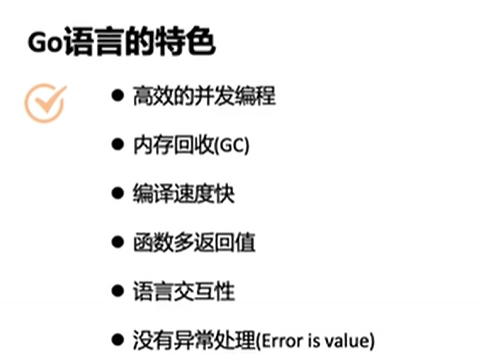 Go语言的特色
● 高效的并发编程
● 内存回收(GC)
● 编译速度快
● 函数多返回值
● 语言交互性
● 没有异常处理(Error is value)